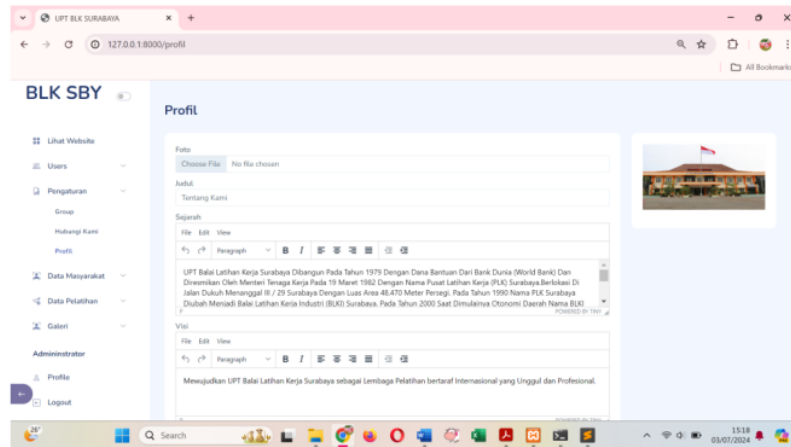 UPT BLK SURABAYA
127.0.0.1:8000/profil
All Bookmarks
BLK SBY
Profil
Lihat Website
Users
Pengaturan
Group
Hubungi Kami
Profil
Data Masyarakat
Data Pelatihan
Galeri
Admininstrator
Profile
Logout
Foto
Choose File No file chosen
Judul
Tentang Kami
Sejarah
File Edit View
Paragraph B I
UPT Balai Latihan Kerja Surabaya Dibangun Pada Tahun 1979 Dengan Dana Bantuan Dari Bank Dunia (World Bank) Dan
Diresmikan Oleh Menteri Tenaga Kerja Pada 19 Maret 1982 Dengan Nama Pusat Latihan Kerja (PLK) Surabaya.Berlokasi Di
Jalan Dukuh Menanggal III / 29 Surabaya Dengan Luas Area 48.470 Meter Persegi. Pada Tahun 1990 Nama PLK Surabaya
Diubah Menjadi Balai Latihan Kerja Industri (BLKI) Surabaya. Pada Tahun 2000 Saat Dimulainya Otonomi Daerah Nama BLKI
P POWERED BY TINY
Visi
File Edit View
Paragraph B I
Mewujudkan UPT Balai Latihan Kerja Surabaya sebagai Lembaga Pelatihan bertaraf Internasional yang Unggul dan Profesional.
P POWERED BY TINY
26°
Search
15:18
03/07/2024